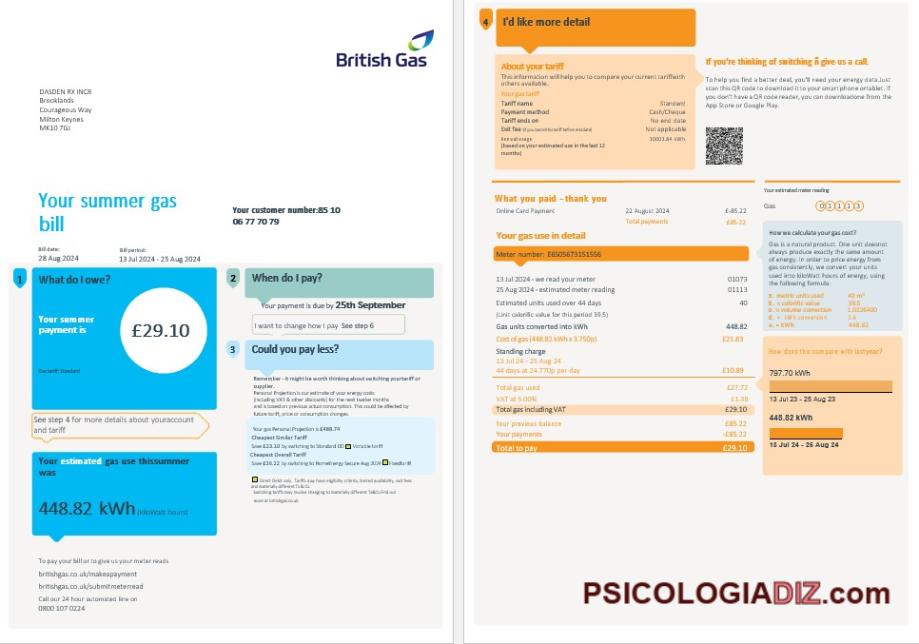 British Gas
DASDEN RX INCR
Brooklands
Courageous Way
Milton Keynes
MK10 7GJ
Your summer gas
bill
Your customer number:85 10
06 77 70 79
Bill date:
28 Aug 2024
Bill period:
13 Jul 2024 - 25 Aug 2024
1
What do I owe?
Your summer
payment is
£29.10
Our tariff: Standard
See step 4 for more details about youraccount
and tariff
Your estimated gas use thissummer
was
448.82 kWh (kiloWatt hours)
To pay your bill or to give us your meter reads
britishgas.co.uk/makeapayment
britishgas.co.uk/submitmeterread
Call our 24 hour automated line on
0800 107 0224
2
When do I pay?
Your payment is due by 25th September
I want to change how I pay See step 6
3
Could you pay less?
Remember - it might be worth thinking about switching yourtariff or
supplier.
Personal Projection is an estimate of your energy costs
(including VAT & other discounts) for the next twelve months
and is based on previous actual consumption. This could be affected by
future tariff, price or consumption changes.
Your gas Personal Projection is £488.74
Cheapest Similar Tariff
Save £23.10 by switching to Standard DD Variable tariff
Cheapest Overall Tariff
Save £26.22 by switching to HomeEnergy Secure Aug 2024 Fixedtariff
Direct Debit only. Tariffs may have eligibility criteria, limited availability, exit fees
and materially different Ts&Cs.
Switching tariffs may involve changing to materially different Ts&Cs.Find out
more at britishgas.co.uk
4
I'd like more detail
About your tariff
This information will help you to compare your current tariffwith
others available.
Your gas tariff
Tariff name Standard
Payment method Cash/Cheque
Tariff ends on No end date
Exit fee (if you cancel this tariff before end date) Not applicable
Annual usage
(based on your estimated use in the last 12
months)
If you're thinking of switching ñ give us a call.
To help you find a better deal, you'll need your energy data.Just
scan this QR code to download it to your smart phone ortablet. If
you don't have a QR code reader, you can downloadone from the
App Store or Google Play.
What you paid - thank you
Online Card Payment 22 August 2024 £-85.22
Total payments £85.22
Your gas use in detail
Meter number: E6S05673151556
13 Jul 2024 - we read your meter 01073
25 Aug 2024 - estimated meter reading 01113
Estimated units used over 44 days 40
(Unit calorific value for this period 39.5)
Gas units converted into kWh 448.82
Cost of gas (448.82 kWh x 3.750p) £21.83
Standing charge
13 Jul 24 - 25 Aug 24
44 days at 24.770p per day £10.89
Total gas used £27.72
VAT at 5.00% £1.38
Total gas including VAT £29.10
Your previous balance £85.22
Your payments -£85.22
Total to pay £29.10
Your estimated meter reading
Gas 0 1 1 1 3
How we calculate your gas cost?
Gas is a natural product. One unit doesnot
always produce exactly the same amount
of energy. In order to price energy from
gas consistently, we convert your units
used into kiloWatt hours of energy, using
the following formula:
a. metric units used 40 m³
b. x calorific value 39.5
c. x volume correction 1.0226400
d. ÷ kWh conversion 3.6
e. = kWh 448.82
How does this compare with lastyear?
797.70 kWh
13 Jul 23 - 25 Aug 23
448.82 kWh
13 Jul 24 - 25 Aug 24
PSICOLOGIADIZ.com